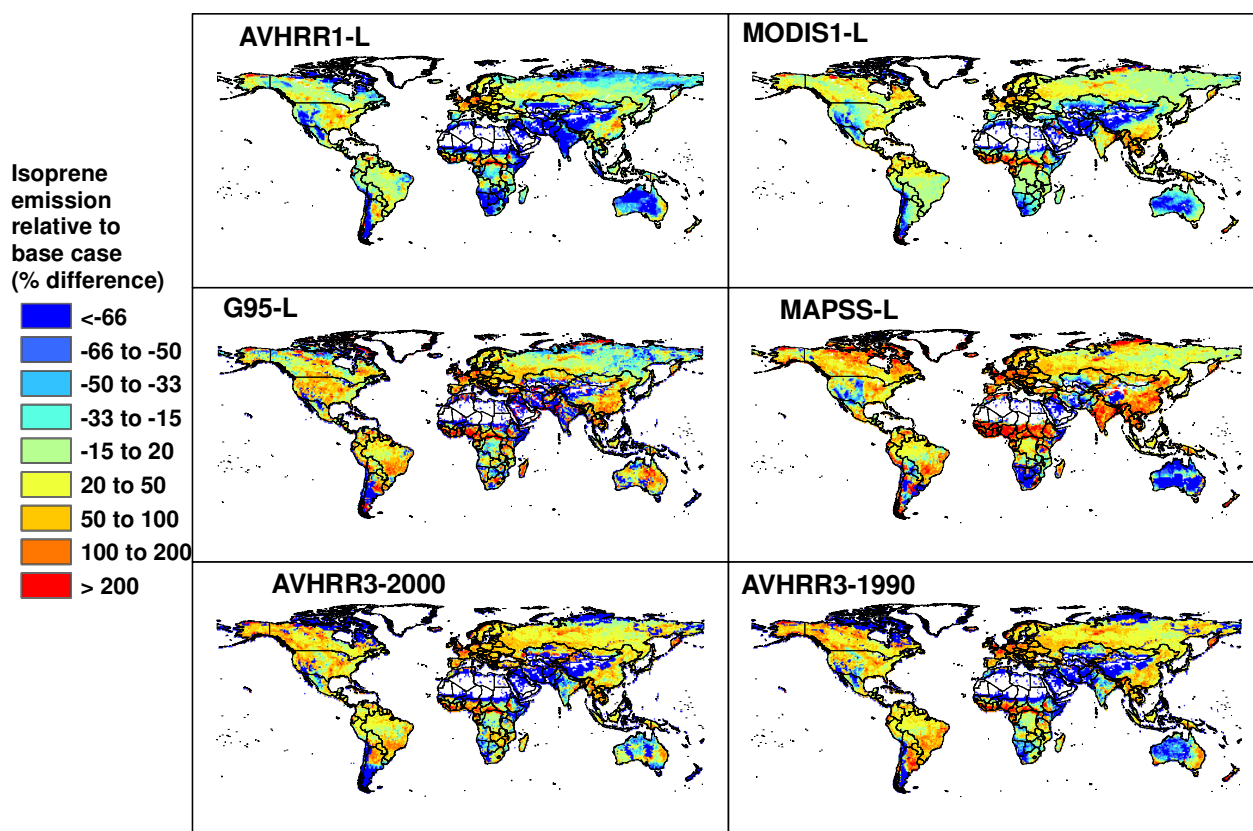 AVHRR1-L
MODIS1-L
Isoprene
emission
relative to
base case
(% difference)
<-66
-66 to -50
-50 to -33
-33 to -15
-15 to 20
20 to 50
50 to 100
100 to 200
> 200
G95-L
MAPSS-L
AVHRR3-2000
AVHRR3-1990